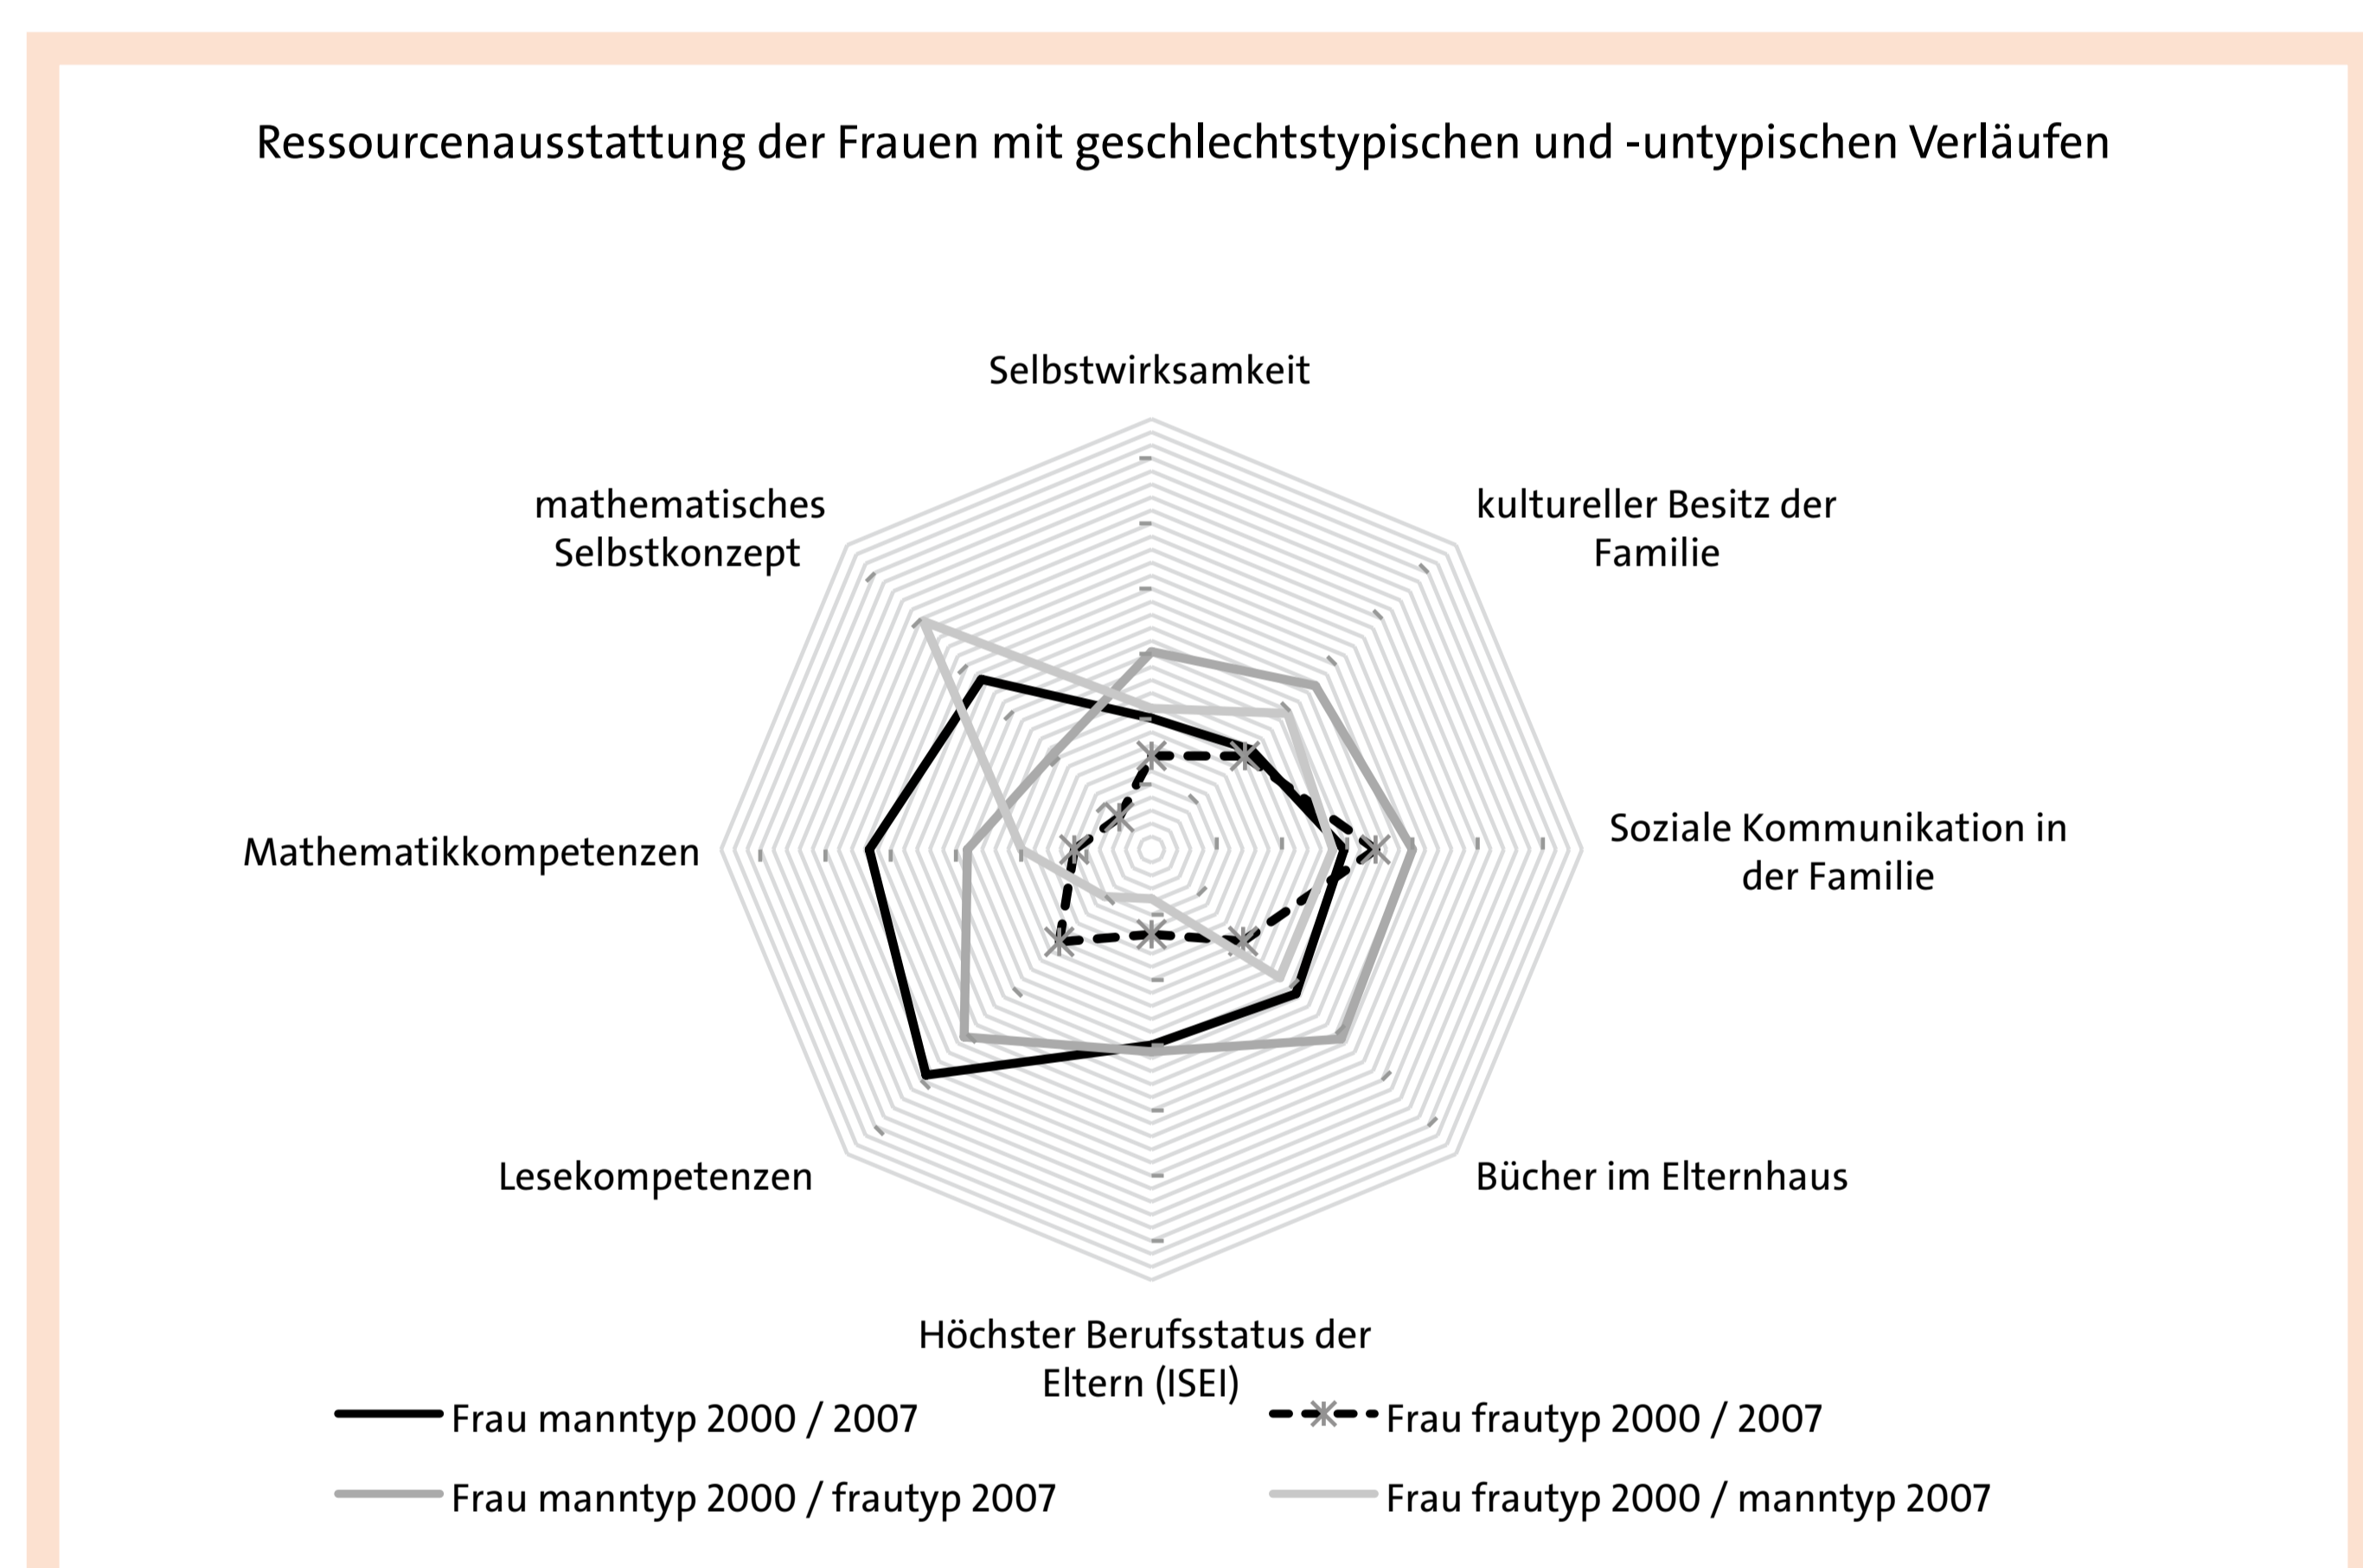 Ressourcenausstattung der Frauen mit geschlechtstypischen und -untypischen Verläufen
Selbstwirksamkeit
mathematisches
Selbstkonzept
kultureller Besitz der
Familie
Mathematikkompetenzen
Soziale Kommunikation in
der Familie
Lesekompetenzen
Bücher im Elternhaus
Höchster Berufsstatus der
Eltern (ISEI)
Frau manntyp 2000 / 2007
Frau frautyp 2000 / 2007
Frau manntyp 2000 / frautyp 2007
Frau frautyp 2000 / manntyp 2007